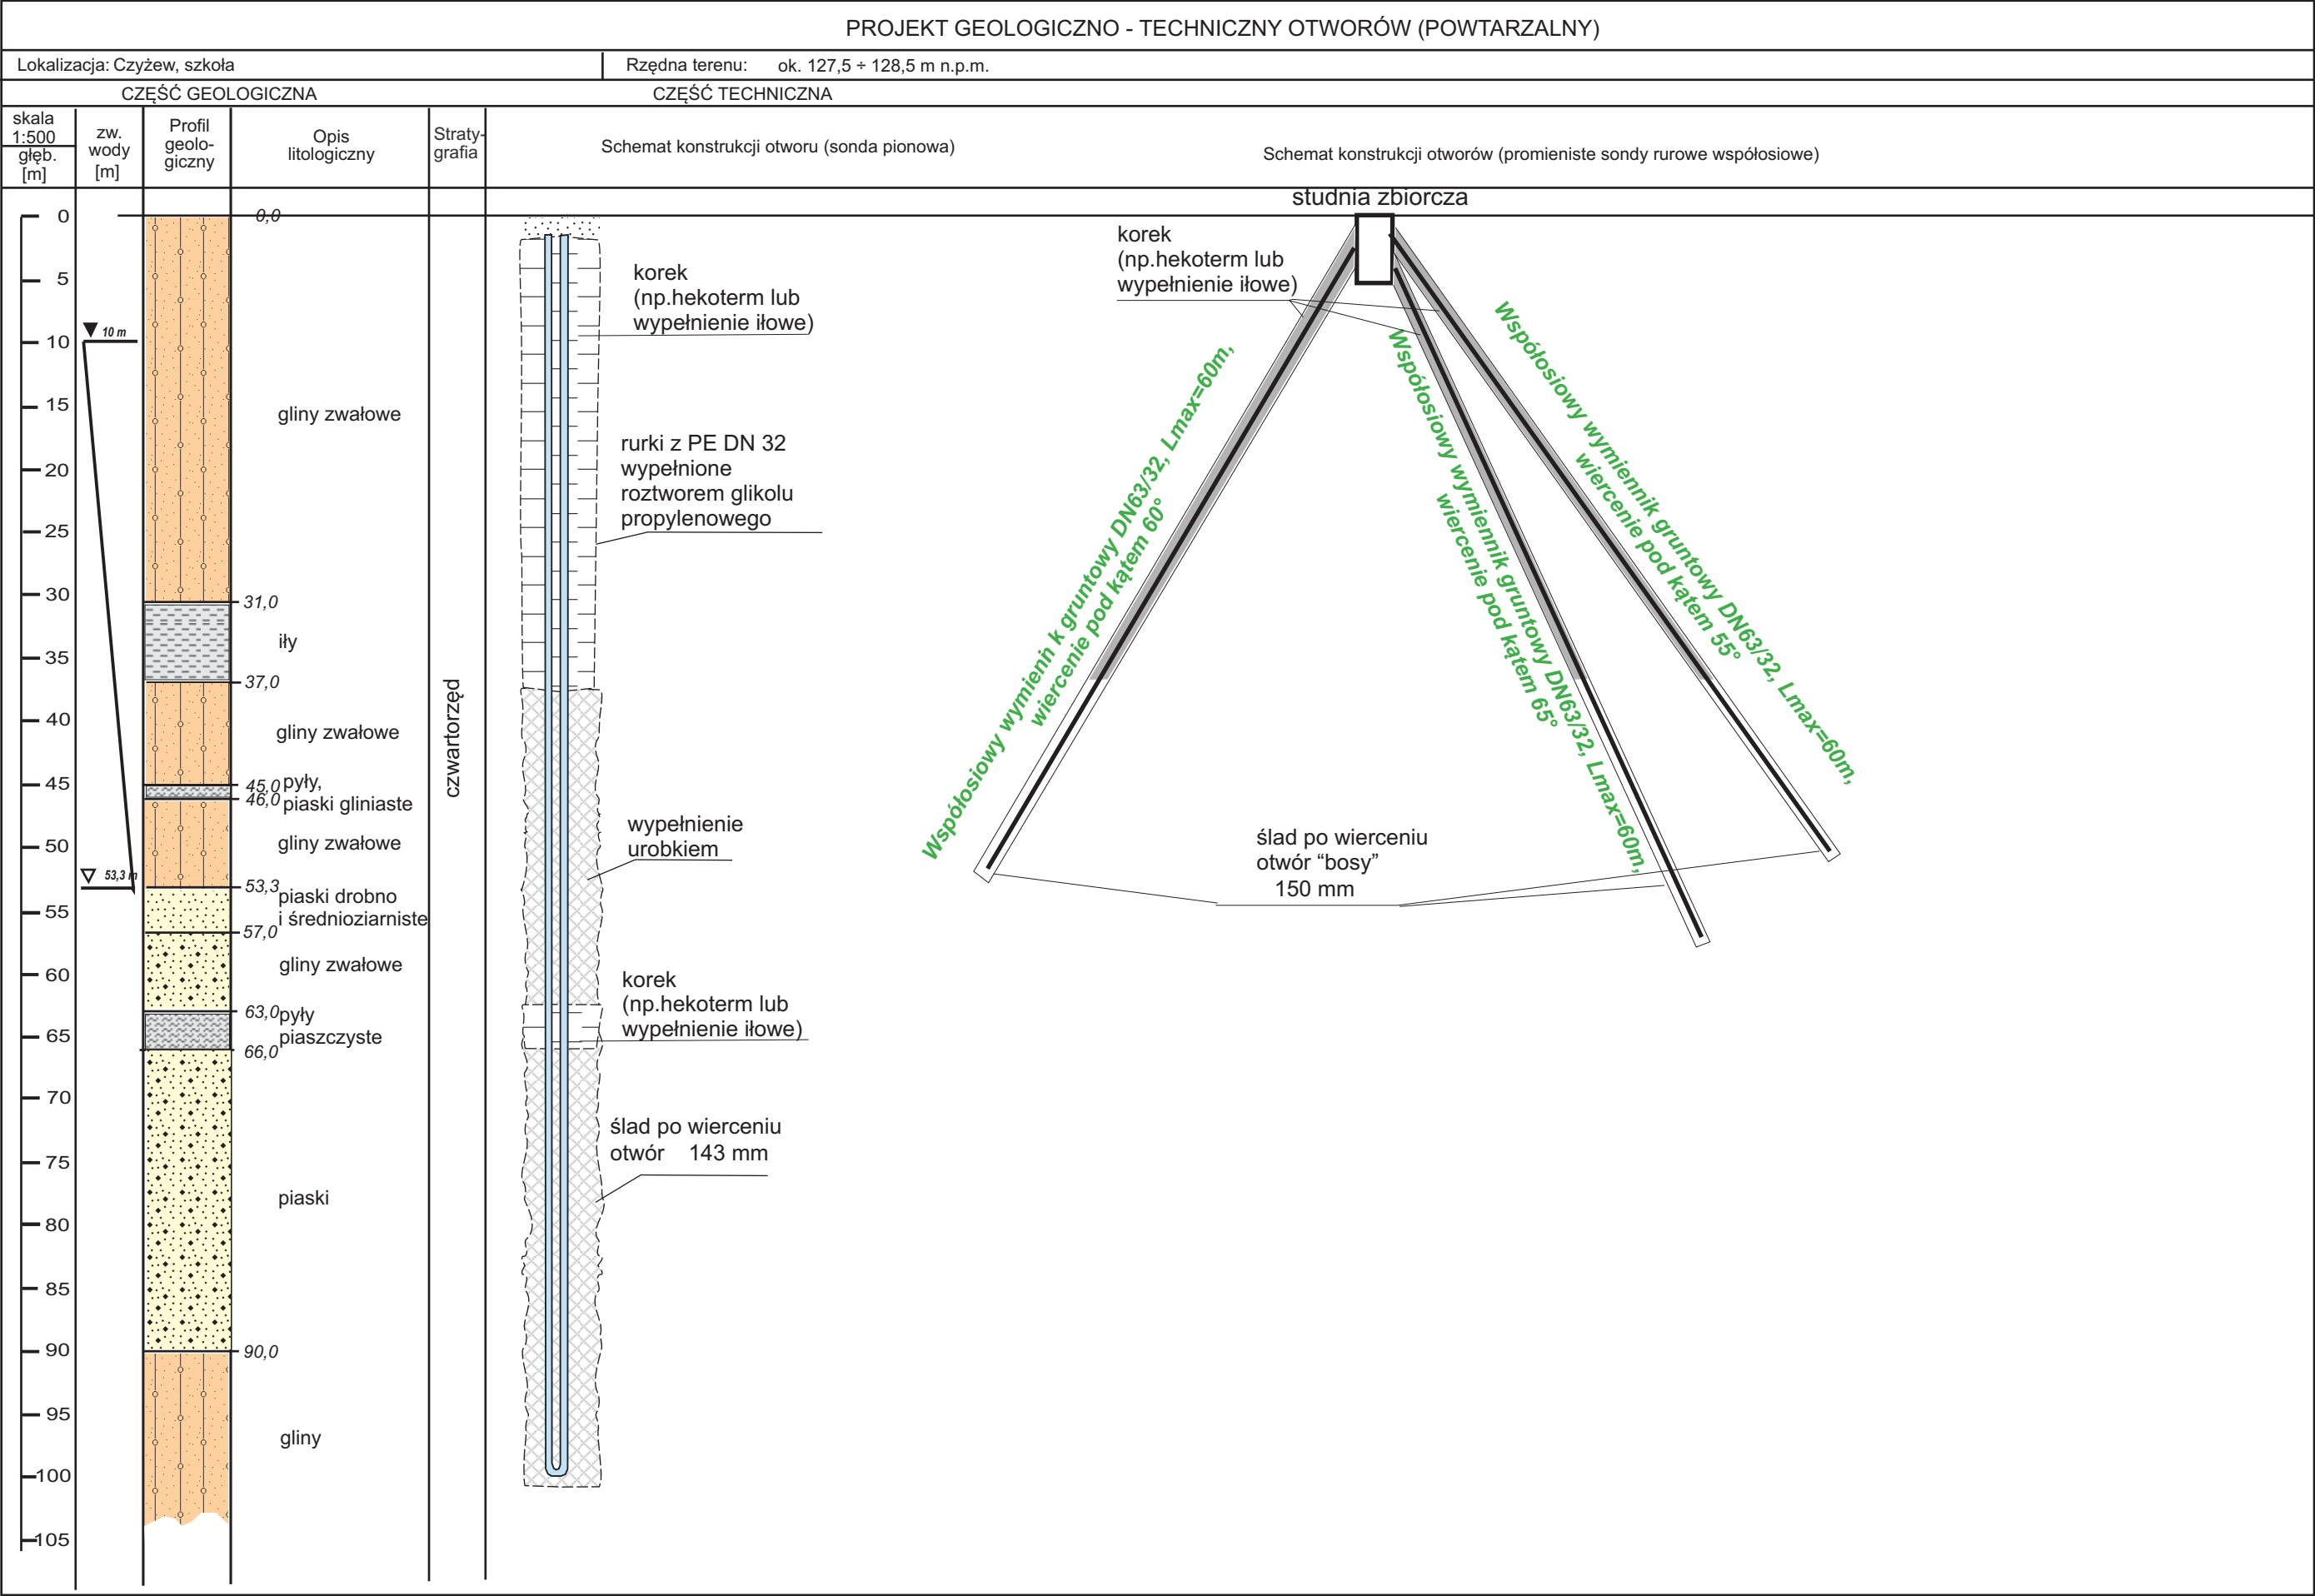 PROJEKT GEOLOGICZNO - TECHNICZNY OTWORÓW (POWTARZALNY)
Lokalizacja: Czyżew, szkoła
Rzędna terenu: ok. 127,5 ÷ 128,5 m n.p.m.
CZĘŚĆ GEOLOGICZNA
CZĘŚĆ TECHNICZNA
skala
1:500
głęb.
[m]
zw.
wody
[m]
Profil
geolo-
giczny
Opis
litologiczny
Straty-
grafia
Schemat konstrukcji otworu (sonda pionowa)
Schemat konstrukcji otworów (promieniste sondy rurowe współosiowe)
0
5
10
15
20
25
30
35
40
45
50
55
60
65
70
75
80
85
90
95
100
105
10 m
53,3 m
0,0
gliny zwałowe
31,0
iły
37,0
gliny zwałowe
45,0
46,0
pyły,
piaski gliniaste
gliny zwałowe
53,3
piaski drobno
i średnioziarniste
57,0
gliny zwałowe
63,0
pyły
piaszczyste
66,0
piaski
90,0
gliny
czwartorzęd
korek
(np.hekoterm lub
wypełnienie iłowe)
rurki z PE DN 32
wypełnione
roztworem glikolu
propylenowego
wypełnienie
urobkiem
korek
(np.hekoterm lub
wypełnienie iłowe)
ślad po wierceniu
otwór 143 mm
studnia zbiorcza
korek
(np.hekoterm lub
wypełnienie iłowe)
Współosiowy wymienn k gruntowy DN63/32, Lmax=60m,
wiercenie pod kątem 60°
Współosiowy wymiennik gruntowy DN63/32, Lmax=60m,
wiercenie pod kątem 65°
Współosiowy wymiennik gruntowy DN63/32, Lmax=60m,
wiercenie pod kątem 55°
ślad po wierceniu
otwór “bosy”
150 mm